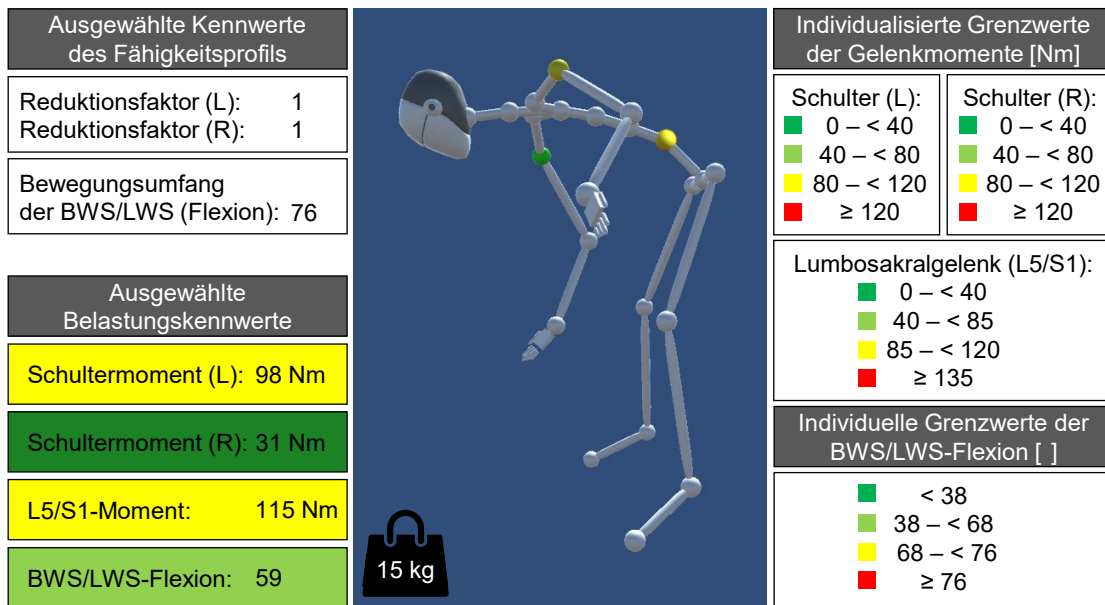 Ausgewählte Kennwerte
des Fähigkeitsprofils
Reduktionsfaktor (L): 1
Reduktionsfaktor (R): 1
Bewegungsumfang
der BWS/LWS (Flexion): 76
Ausgewählte
Belastungskennwerte
Schultermoment (L): 98 Nm
Schultermoment (R): 31 Nm
L5/S1-Moment: 115 Nm
BWS/LWS-Flexion: 59
15 kg
Individualisierte Grenzwerte
der Gelenkmomente [Nm]
Schulter (L):
0 – < 40
40 – < 80
80 – < 120
≥ 120
Schulter (R):
0 – < 40
40 – < 80
80 – < 120
≥ 120
Lumbosakralgelenk (L5/S1):
0 – < 40
40 – < 85
85 – < 120
≥ 135
Individuelle Grenzwerte der
BWS/LWS-Flexion [ ]
< 38
38 – < 68
68 – < 76
≥ 76